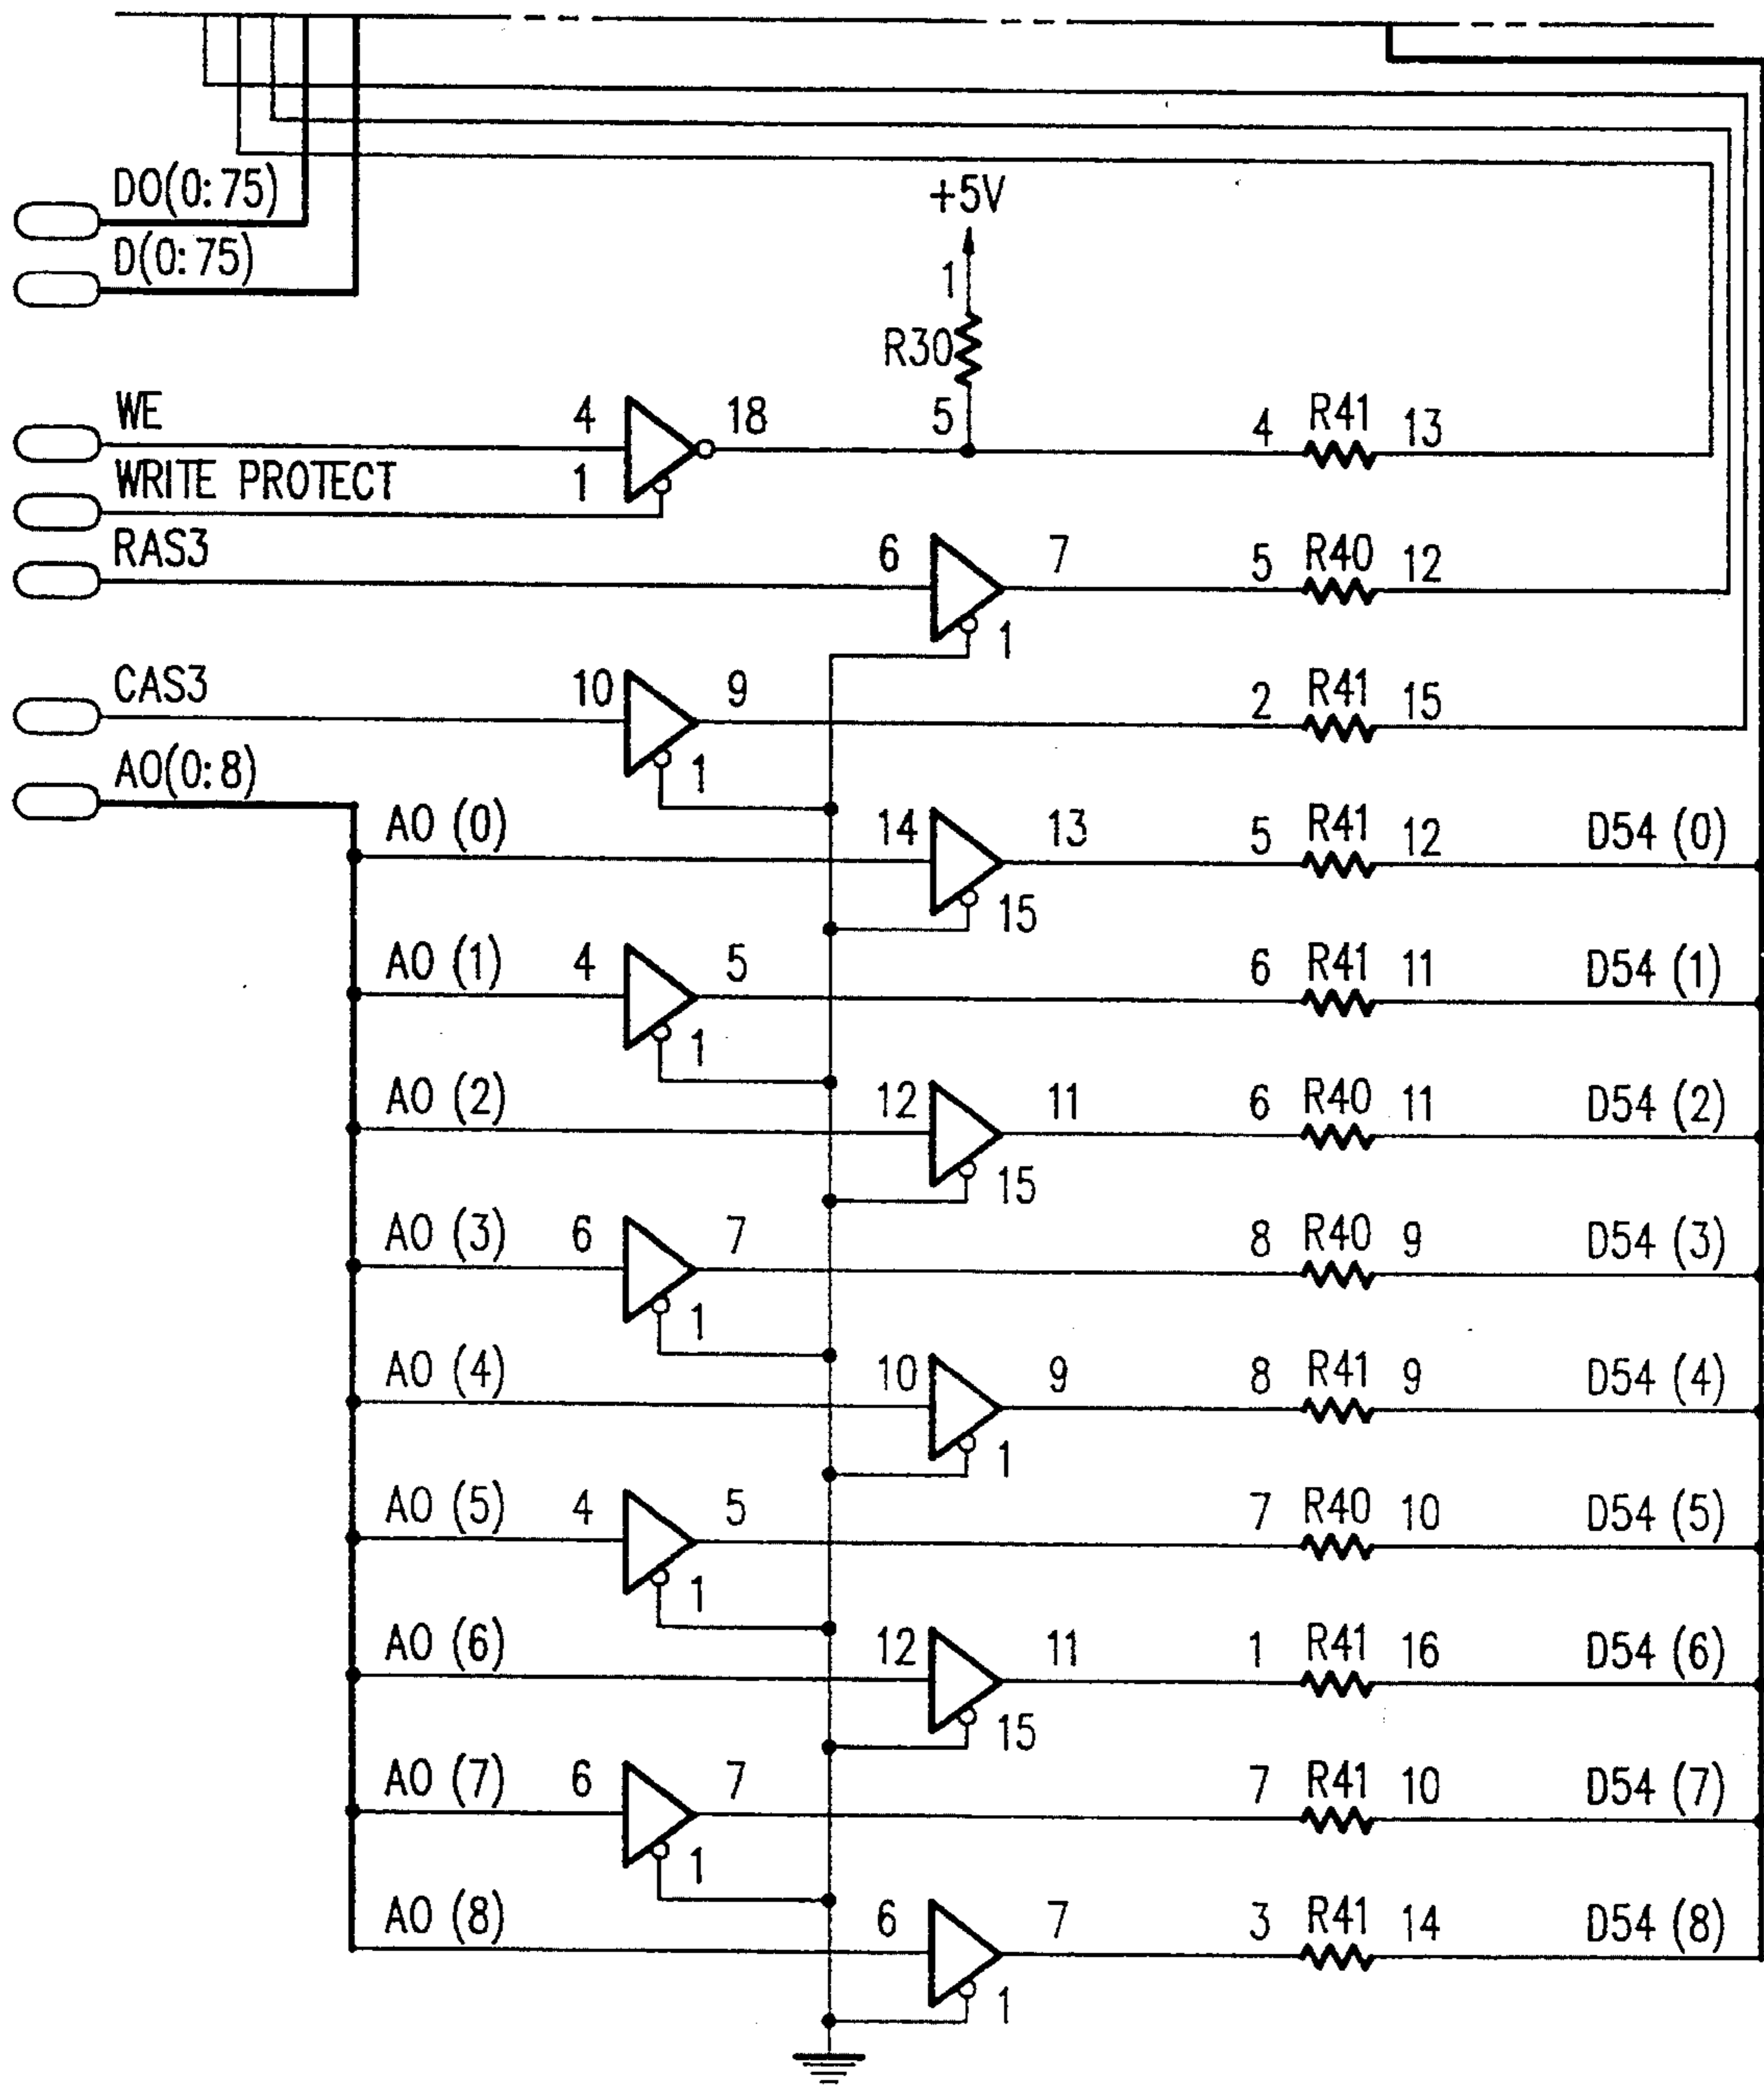 DO(0:75)
D(0:75)
+5V
1
R30
5
WE
4
18
4 R41 13
WRITE PROTECT
1
RAS3
6
7
5 R40 12
1
CAS3
10
9
2 R41 15
1
AO(0:8)
AO (0)
14
13
5 R41 12
D54 (0)
15
AO (1)
4
5
6 R41 11
D54 (1)
1
AO (2)
12
11
6 R40 11
D54 (2)
15
AO (3)
6
7
8 R40 9
D54 (3)
1
AO (4)
10
9
8 R41 9
D54 (4)
1
AO (5)
4
5
7 R40 10
D54 (5)
1
AO (6)
12
11
1 R41 16
D54 (6)
15
AO (7)
6
7
7 R41 10
D54 (7)
1
AO (8)
6
7
3 R41 14
D54 (8)
1